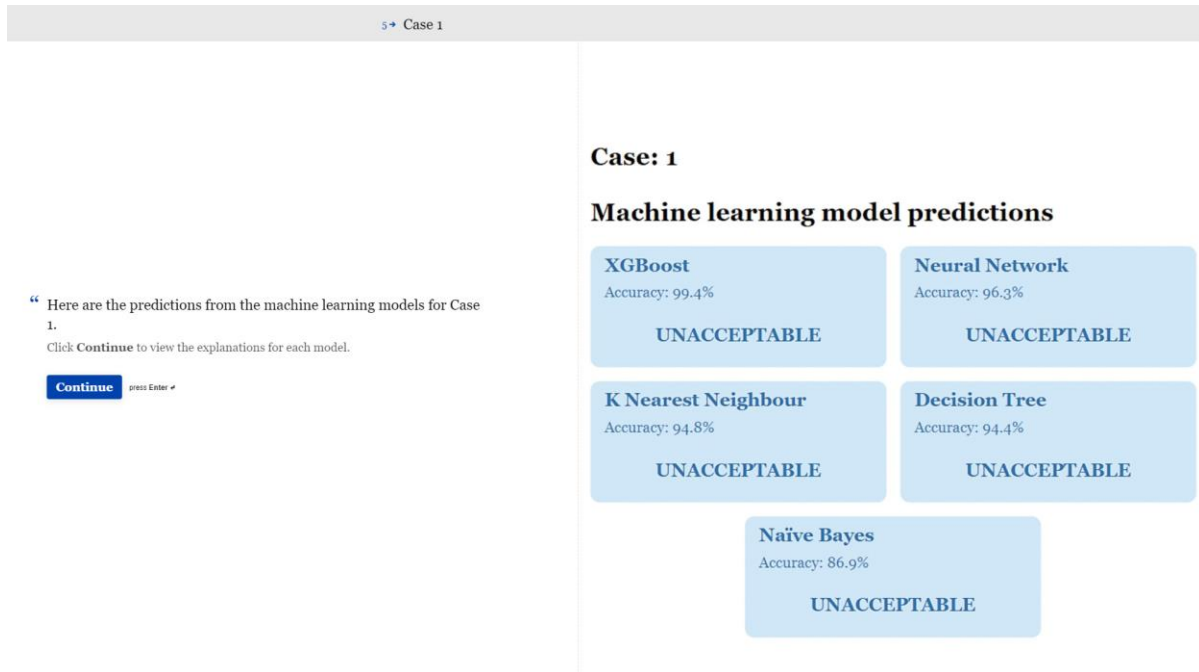 5→ Case 1
“ Here are the predictions from the machine learning models for Case
1.
Click Continue to view the explanations for each model.
Continue press Enter ↵
Case: 1
Machine learning model predictions
XGBoost
Accuracy: 99.4%
UNACCEPTABLE
Neural Network
Accuracy: 96.3%
UNACCEPTABLE
K Nearest Neighbour
Accuracy: 94.8%
UNACCEPTABLE
Decision Tree
Accuracy: 94.4%
UNACCEPTABLE
Naïve Bayes
Accuracy: 86.9%
UNACCEPTABLE